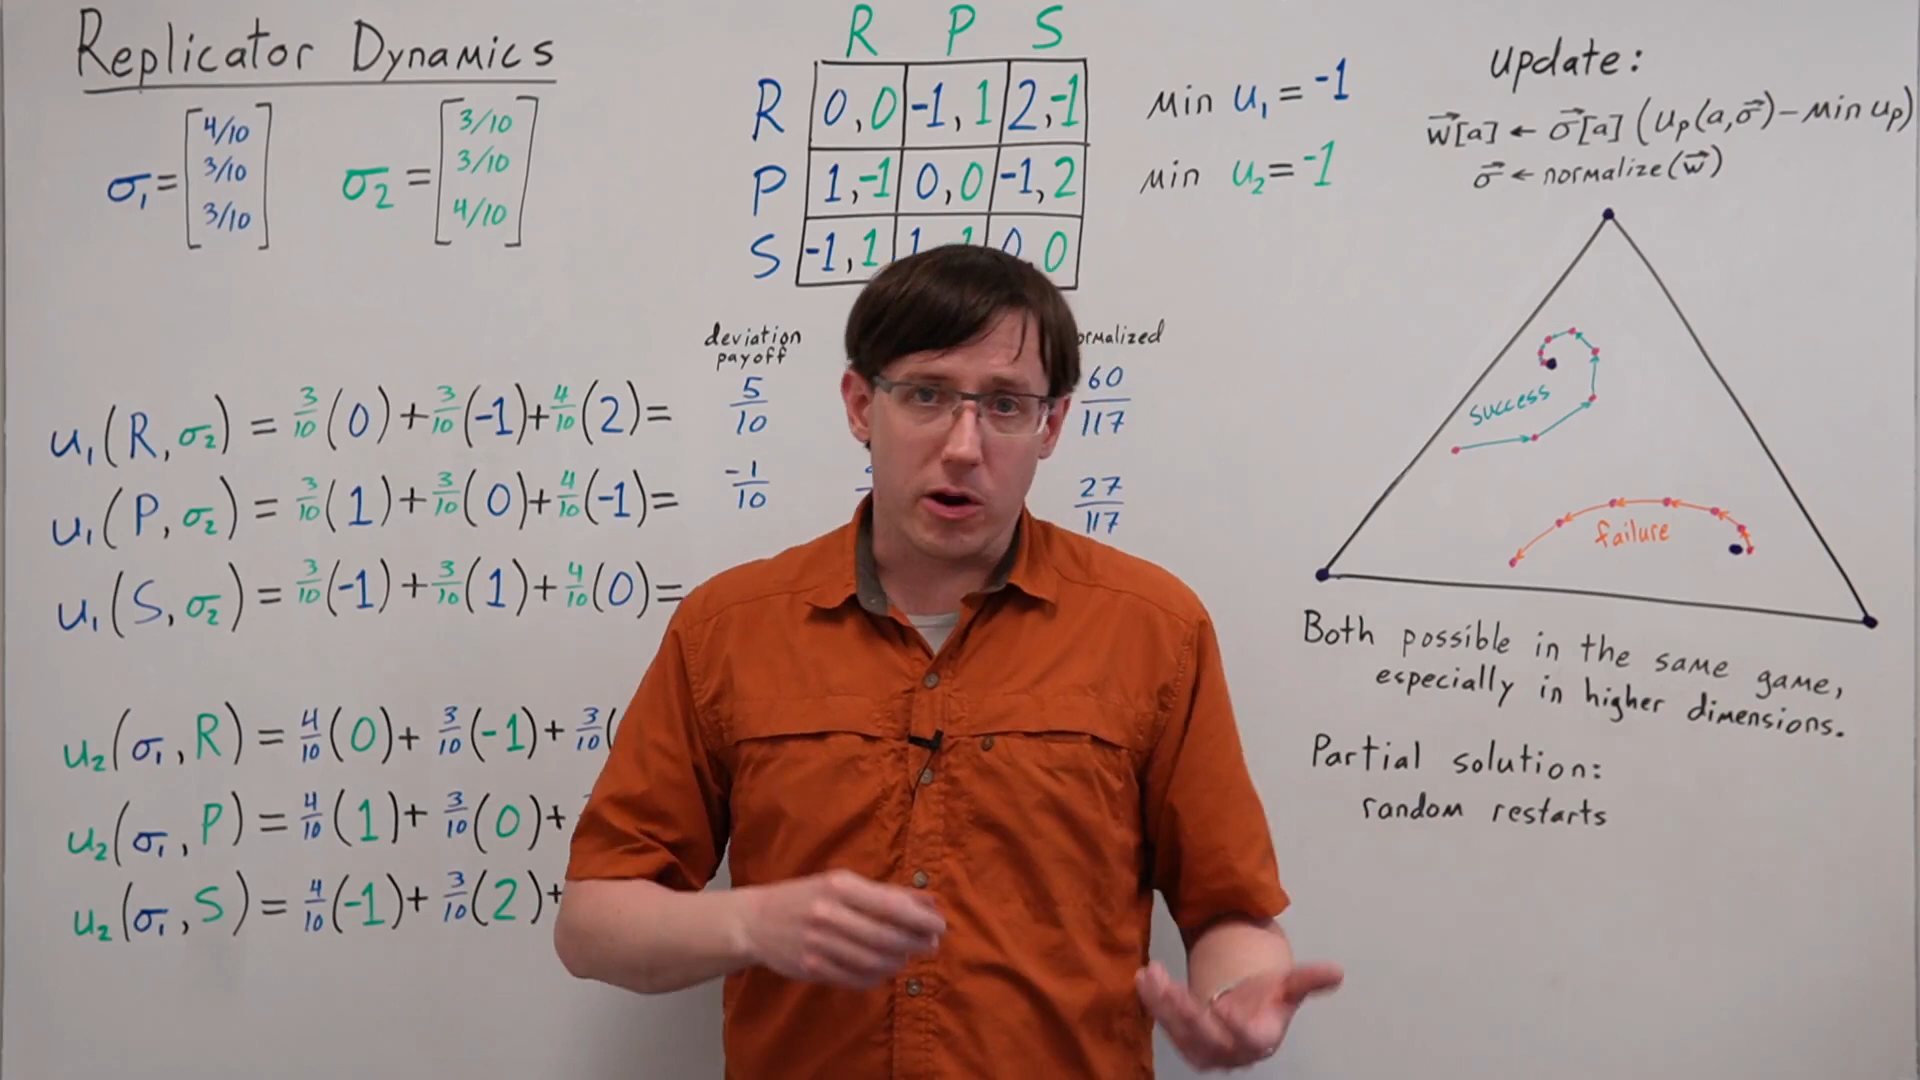 Replicator Dynamics
σ₁ = [4/10 3/10 3/10]
σ₂ = [3/10 3/10 4/10]
R P S
R 0,0 -1,1 2,-1
P 1,-1 0,0 -1,2
S -1,1 1, 1 0,0
Min u₁ = -1
Min u₂ = -1
update:
w⃗[a] ← σ⃗[a] (uₚ(a,σ⃗) - Min uₚ)
σ⃗ ← normalize(w⃗)
deviation
payoff
ormalized
u₁(R,σ₂) = 3/10(0) + 3/10(-1) + 4/10(2) = 5/10 60/117
u₁(P,σ₂) = 3/10(1) + 3/10(0) + 4/10(-1) = -1/10 27/117
u₁(S,σ₂) = 3/10(-1) + 3/10(1) + 4/10(0) =
u₂(σ₁,R) = 4/10(0) + 3/10(-1) + 3/10(
u₂(σ₁,P) = 4/10(1) + 3/10(0) +
u₂(σ₁,S) = 4/10(-1) + 3/10(2) +
success
failure
Both possible in the same game,
especially in higher dimensions.
Partial solution:
random restarts